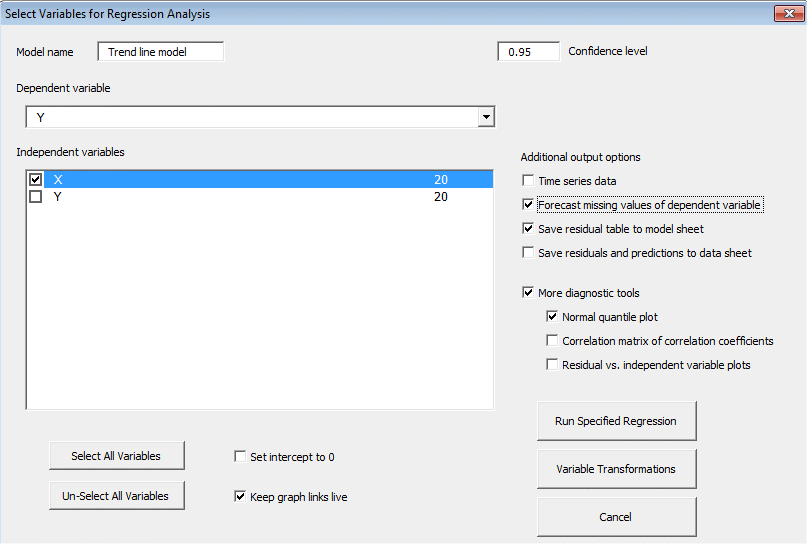 Select Variables for Regression Analysis
Model name
Trend line model
0.95
Confidence level
Dependent variable
Y
Independent variables
X 20
Y 20
Additional output options
Time series data
Forecast missing values of dependent variable
Save residual table to model sheet
Save residuals and predictions to data sheet
More diagnostic tools
Normal quantile plot
Correlation matrix of correlation coefficients
Residual vs. independent variable plots
Select All Variables
Un-Select All Variables
Set intercept to 0
Keep graph links live
Run Specified Regression
Variable Transformations
Cancel